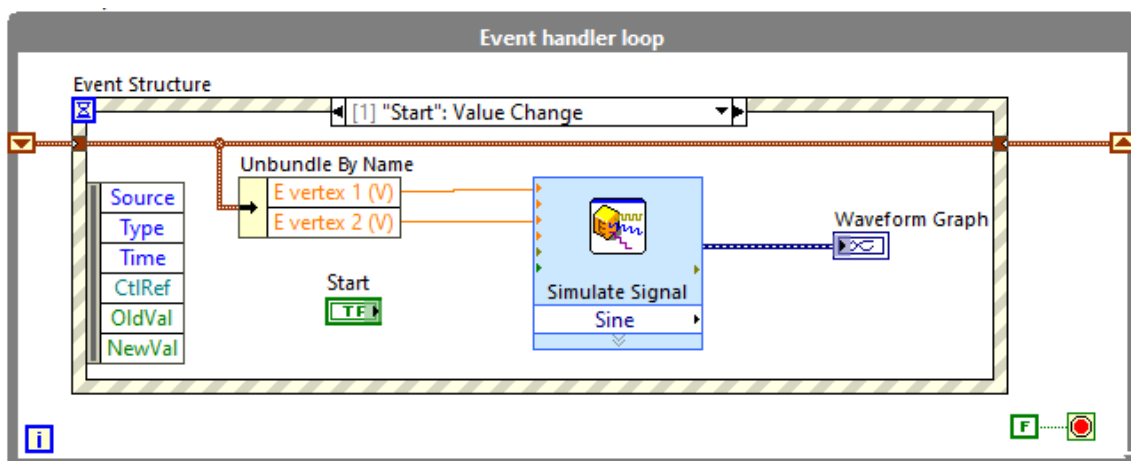 Event handler loop
Event Structure
[1] "Start": Value Change
Unbundle By Name
E vertex 1 (V)
E vertex 2 (V)
Source
Type
Time
CtlRef
OldVal
NewVal
Start
TF
Simulate Signal
Sine
Waveform Graph
i
F